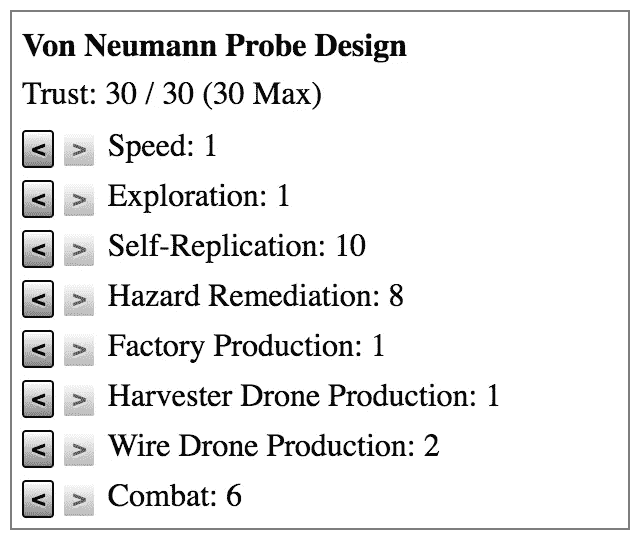 Von Neumann Probe Design
Trust: 30 / 30 (30 Max)
< > Speed: 1
< > Exploration: 1
< > Self-Replication: 10
< > Hazard Remediation: 8
< > Factory Production: 1
< > Harvester Drone Production: 1
< > Wire Drone Production: 2
< > Combat: 6